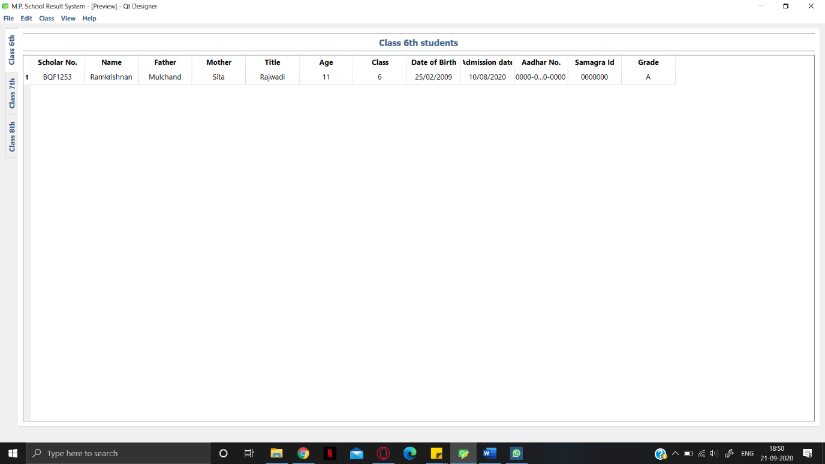 M.P. School Result System - [Preview] - Qt Designer
File Edit Class View Help
Class 6th
Class 7th
Class 8th
Class 6th students
Scholar No. Name Father Mother Title Age Class Date of Birth Admission date Aadhar No. Samagra Id Grade
1 BQF1253 Ramkrishnan Mulchand Sita Rajwadi 11 6 25/02/2009 10/08/2020 0000-0...0-0000 0000000 A
Type here to search
ENG
18:50
21-09-2020